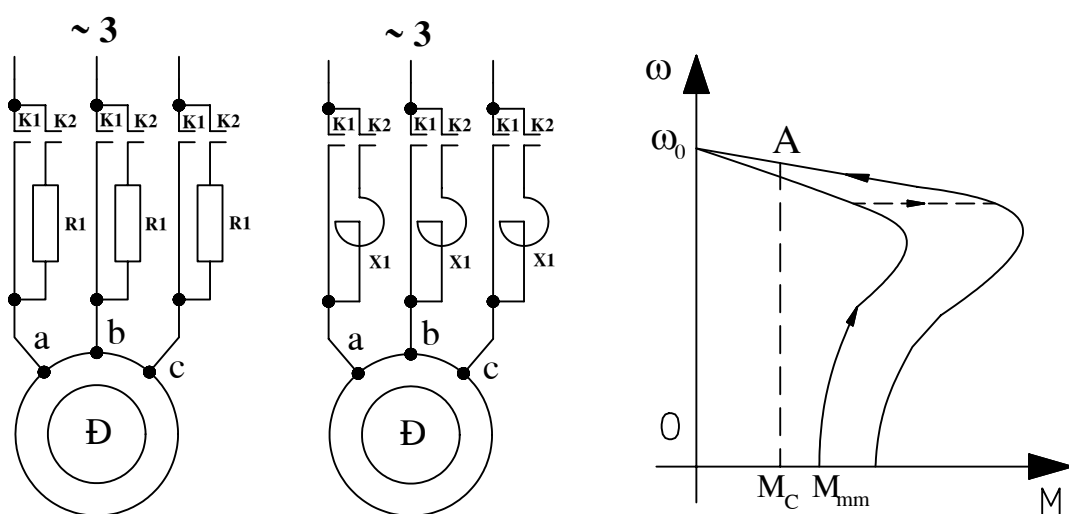 ~ 3
K1 K2 K1 K2 K1 K2
R1 R1 R1
a b c
Đ
~ 3
K1 K2 K1 K2 K1 K2
X1 X1 X1
a b c
Đ
ω
ω0
A
0
MC Mmm M